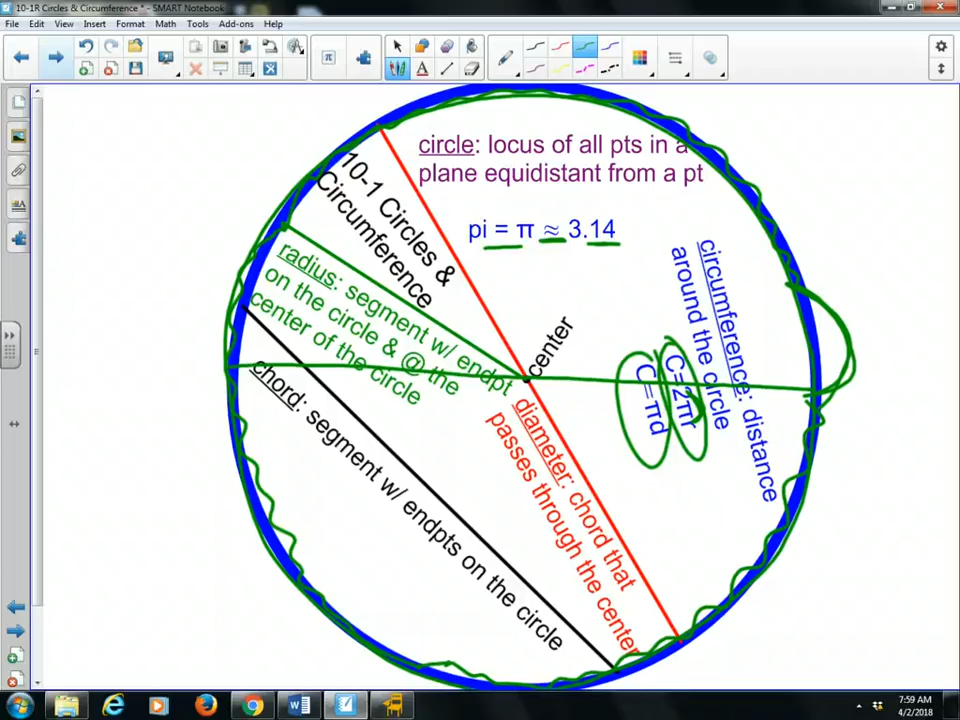 10-1R Circles & Circumference * - SMART Notebook
File Edit View Insert Format Math Tools Add-ons Help
circle: locus of all pts in a
plane equidistant from a pt
10-1 Circles &
Circumference
pi = π ≈ 3.14
radius: segment w/ endpt
on the circle & @ the
center of the circle
center
circumference: distance
around the circle
C=2πr
C=πd
diameter: chord that
passes through the center
chord: segment w/ endpts on the circle
7:59 AM
4/2/2018